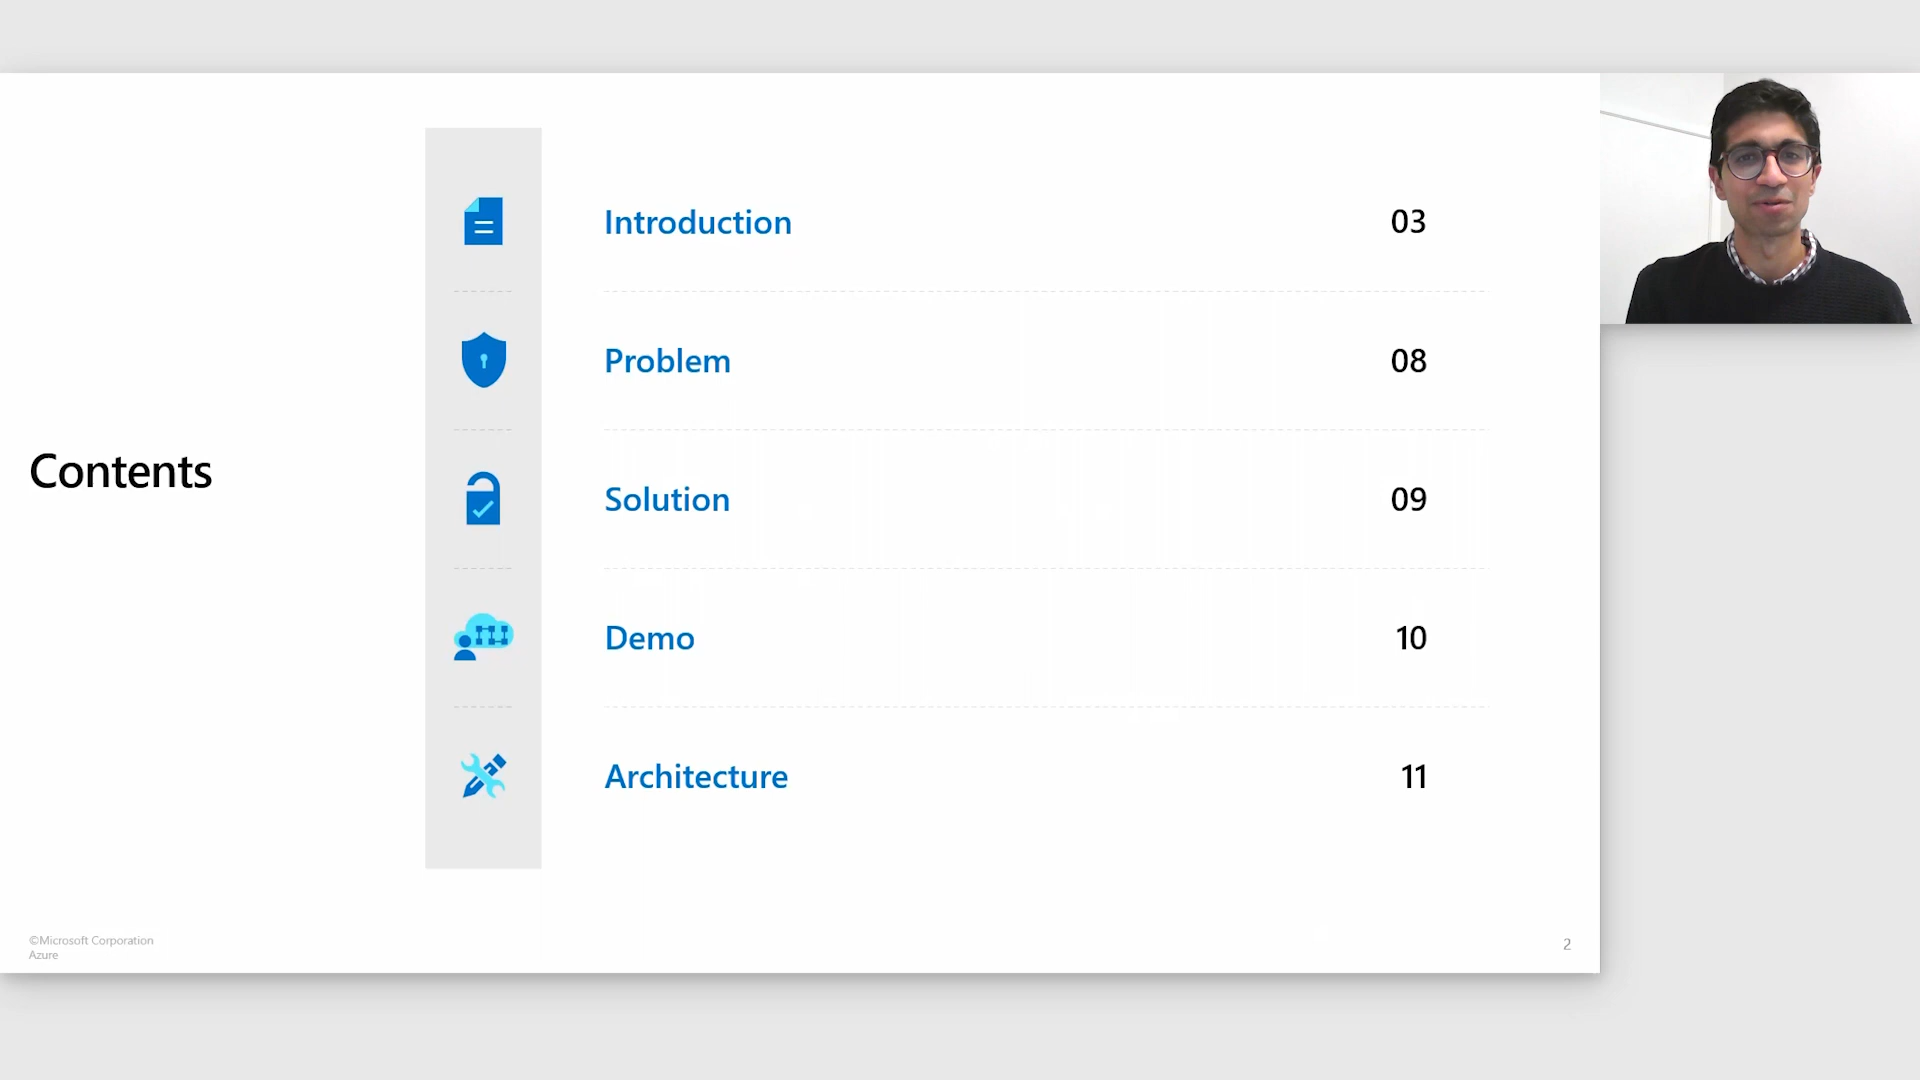 Contents
Introduction 03
Problem 08
Solution 09
Demo 10
Architecture 11
©Microsoft Corporation
Azure
2